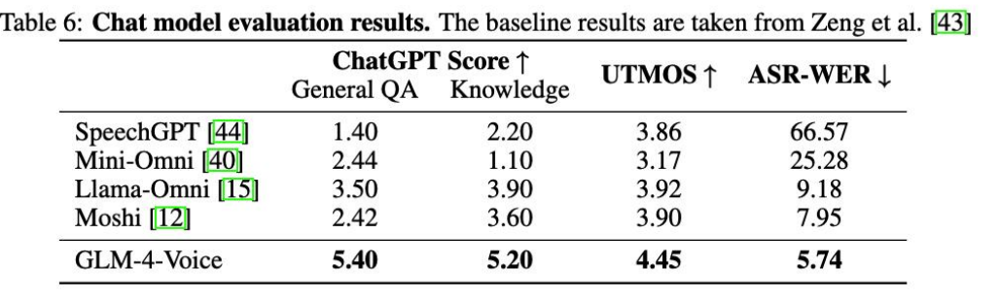 Table 6: Chat model evaluation results. The baseline results are taken from Zeng et al. [43]
ChatGPT Score ↑ UTMOS ↑ ASR-WER ↓
General QA Knowledge
SpeechGPT [44] 1.40 2.20 3.86 66.57
Mini-Omni [40] 2.44 1.10 3.17 25.28
Llama-Omni [15] 3.50 3.90 3.92 9.18
Moshi [12] 2.42 3.60 3.90 7.95
GLM-4-Voice 5.40 5.20 4.45 5.74